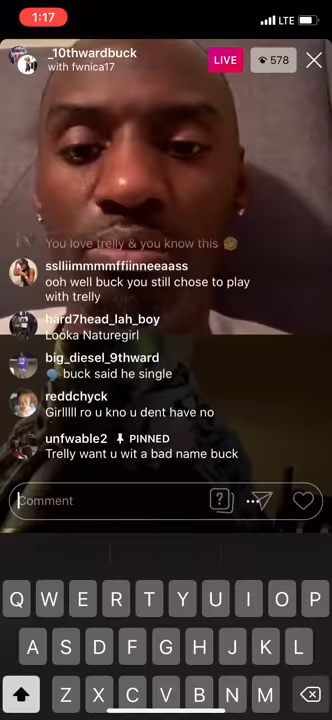 1:17
LTE
_10thwardbuck
with fwnica17
LIVE
578
You love trelly & you know this
sslliimmmmffiinneeaass
ooh well buck you still chose to play
with trelly
hard7head_lah_boy
Looka Naturegirl
big_diesel_9thward
buck said he single
reddchyck
Girlllll ro u kno u dent have no
unfwable2 PINNED
Trelly want u wit a bad name buck
Comment
Q W E R T Y U I O P
A S D F G H J K L
Z X C V B N M